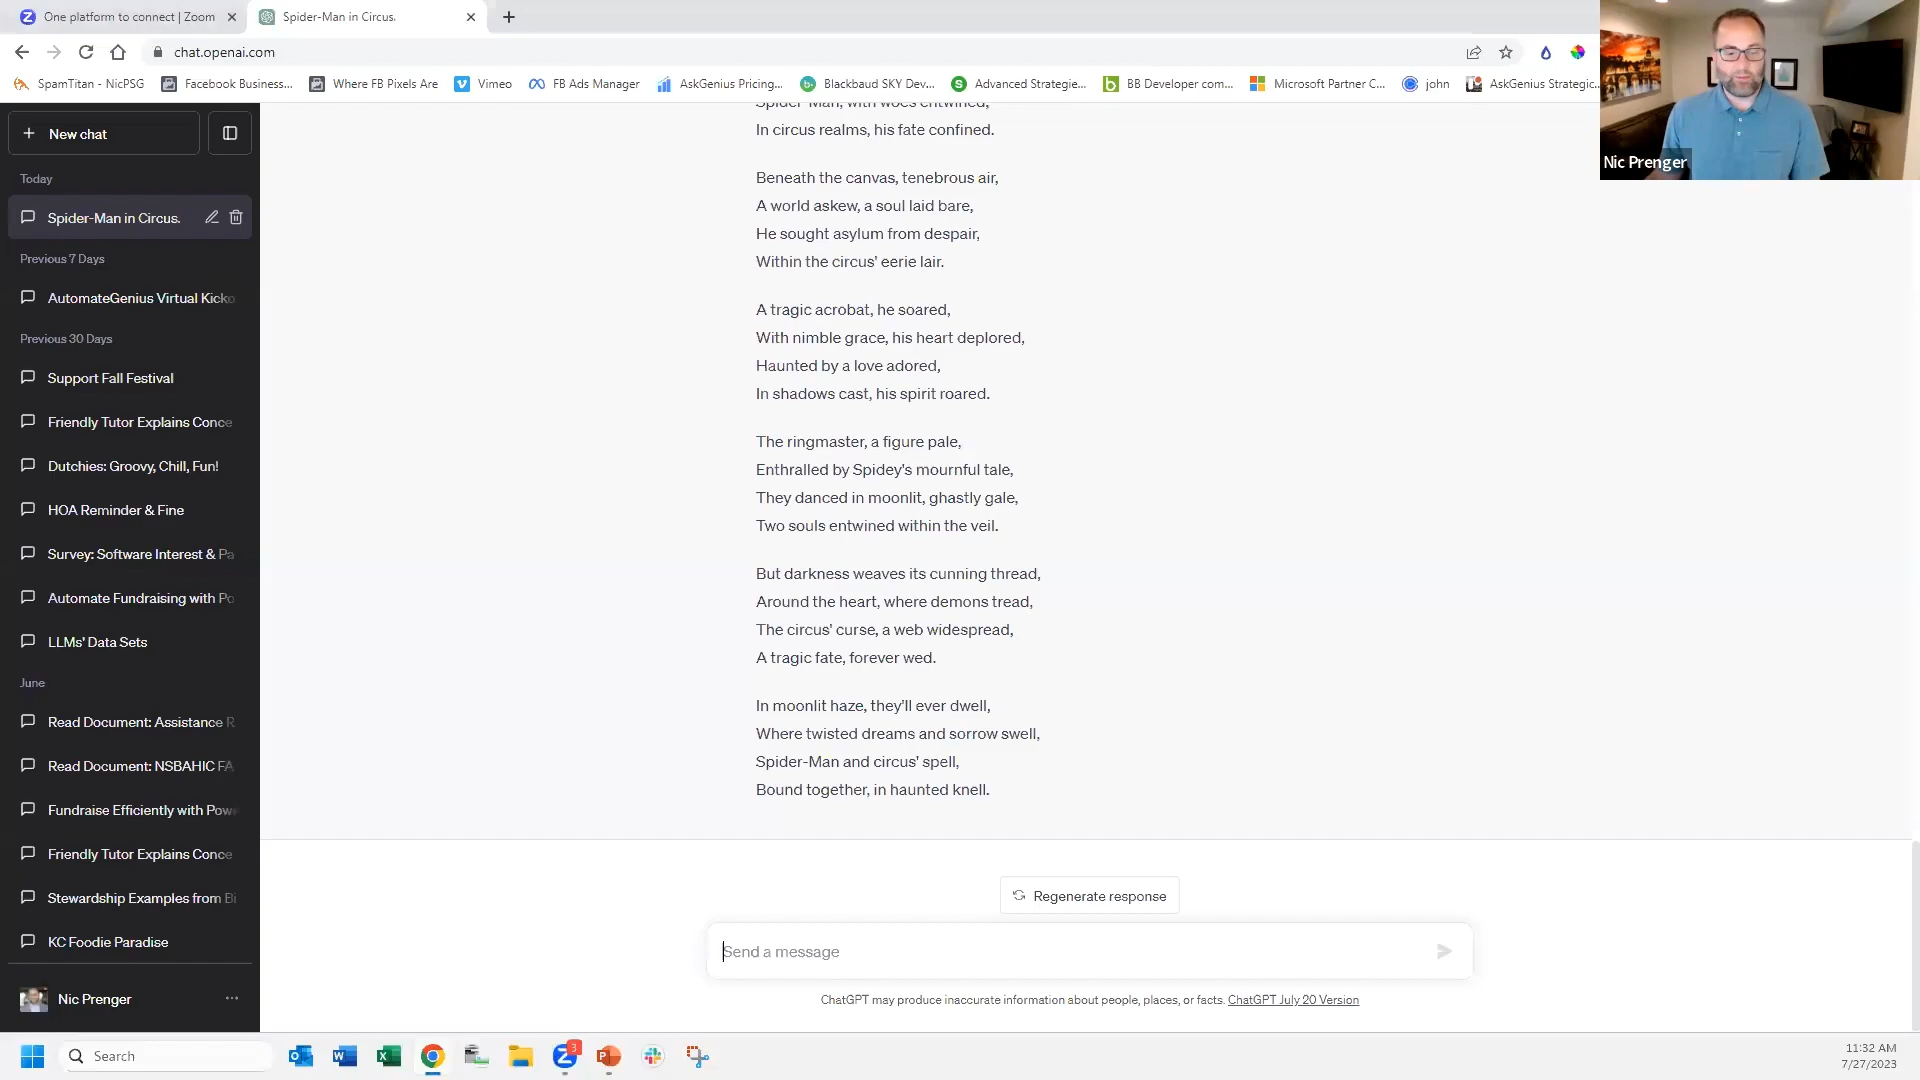 One platform to connect | Zoom
Spider-Man in Circus.
chat.openai.com
SpamTitan - NicPSG
Facebook Business...
Where FB Pixels Are
Vimeo
FB Ads Manager
AskGenius Pricing...
Blackbaud SKY Dev...
Advanced Strategie...
BB Developer com...
Microsoft Partner C...
john
AskGenius Strategic...
Nic Prenger
New chat
Today
Spider-Man in Circus.
Previous 7 Days
AutomateGenius Virtual Kicko
Previous 30 Days
Support Fall Festival
Friendly Tutor Explains Conce
Dutchies: Groovy, Chill, Fun!
HOA Reminder & Fine
Survey: Software Interest & Pa
Automate Fundraising with Po
LLMs' Data Sets
June
Read Document: Assistance R
Read Document: NSBAHIC FA
Fundraise Efficiently with Pow
Friendly Tutor Explains Conce
Stewardship Examples from Bl
KC Foodie Paradise
Nic Prenger
Spider-Man, with woes entwined,
In circus realms, his fate confined.
Beneath the canvas, tenebrous air,
A world askew, a soul laid bare,
He sought asylum from despair,
Within the circus' eerie lair.
A tragic acrobat, he soared,
With nimble grace, his heart deplored,
Haunted by a love adored,
In shadows cast, his spirit roared.
The ringmaster, a figure pale,
Enthralled by Spidey's mournful tale,
They danced in moonlit, ghastly gale,
Two souls entwined within the veil.
But darkness weaves its cunning thread,
Around the heart, where demons tread,
The circus' curse, a web widespread,
A tragic fate, forever wed.
In moonlit haze, they'll ever dwell,
Where twisted dreams and sorrow swell,
Spider-Man and circus' spell,
Bound together, in haunted knell.
Regenerate response
Send a message
ChatGPT may produce inaccurate information about people, places, or facts. ChatGPT July 20 Version
Search
3
11:32 AM
7/27/2023